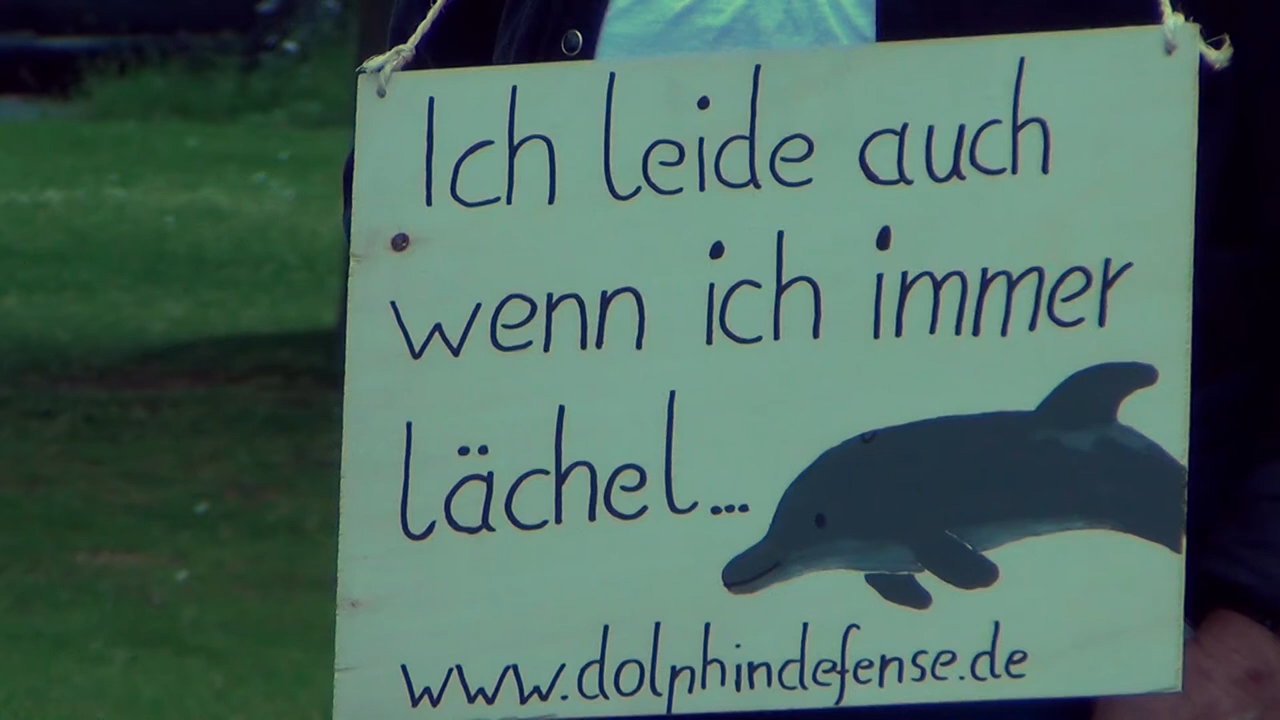 Ich leide auch
wenn ich immer
lächel...
www.dolphindefense.de